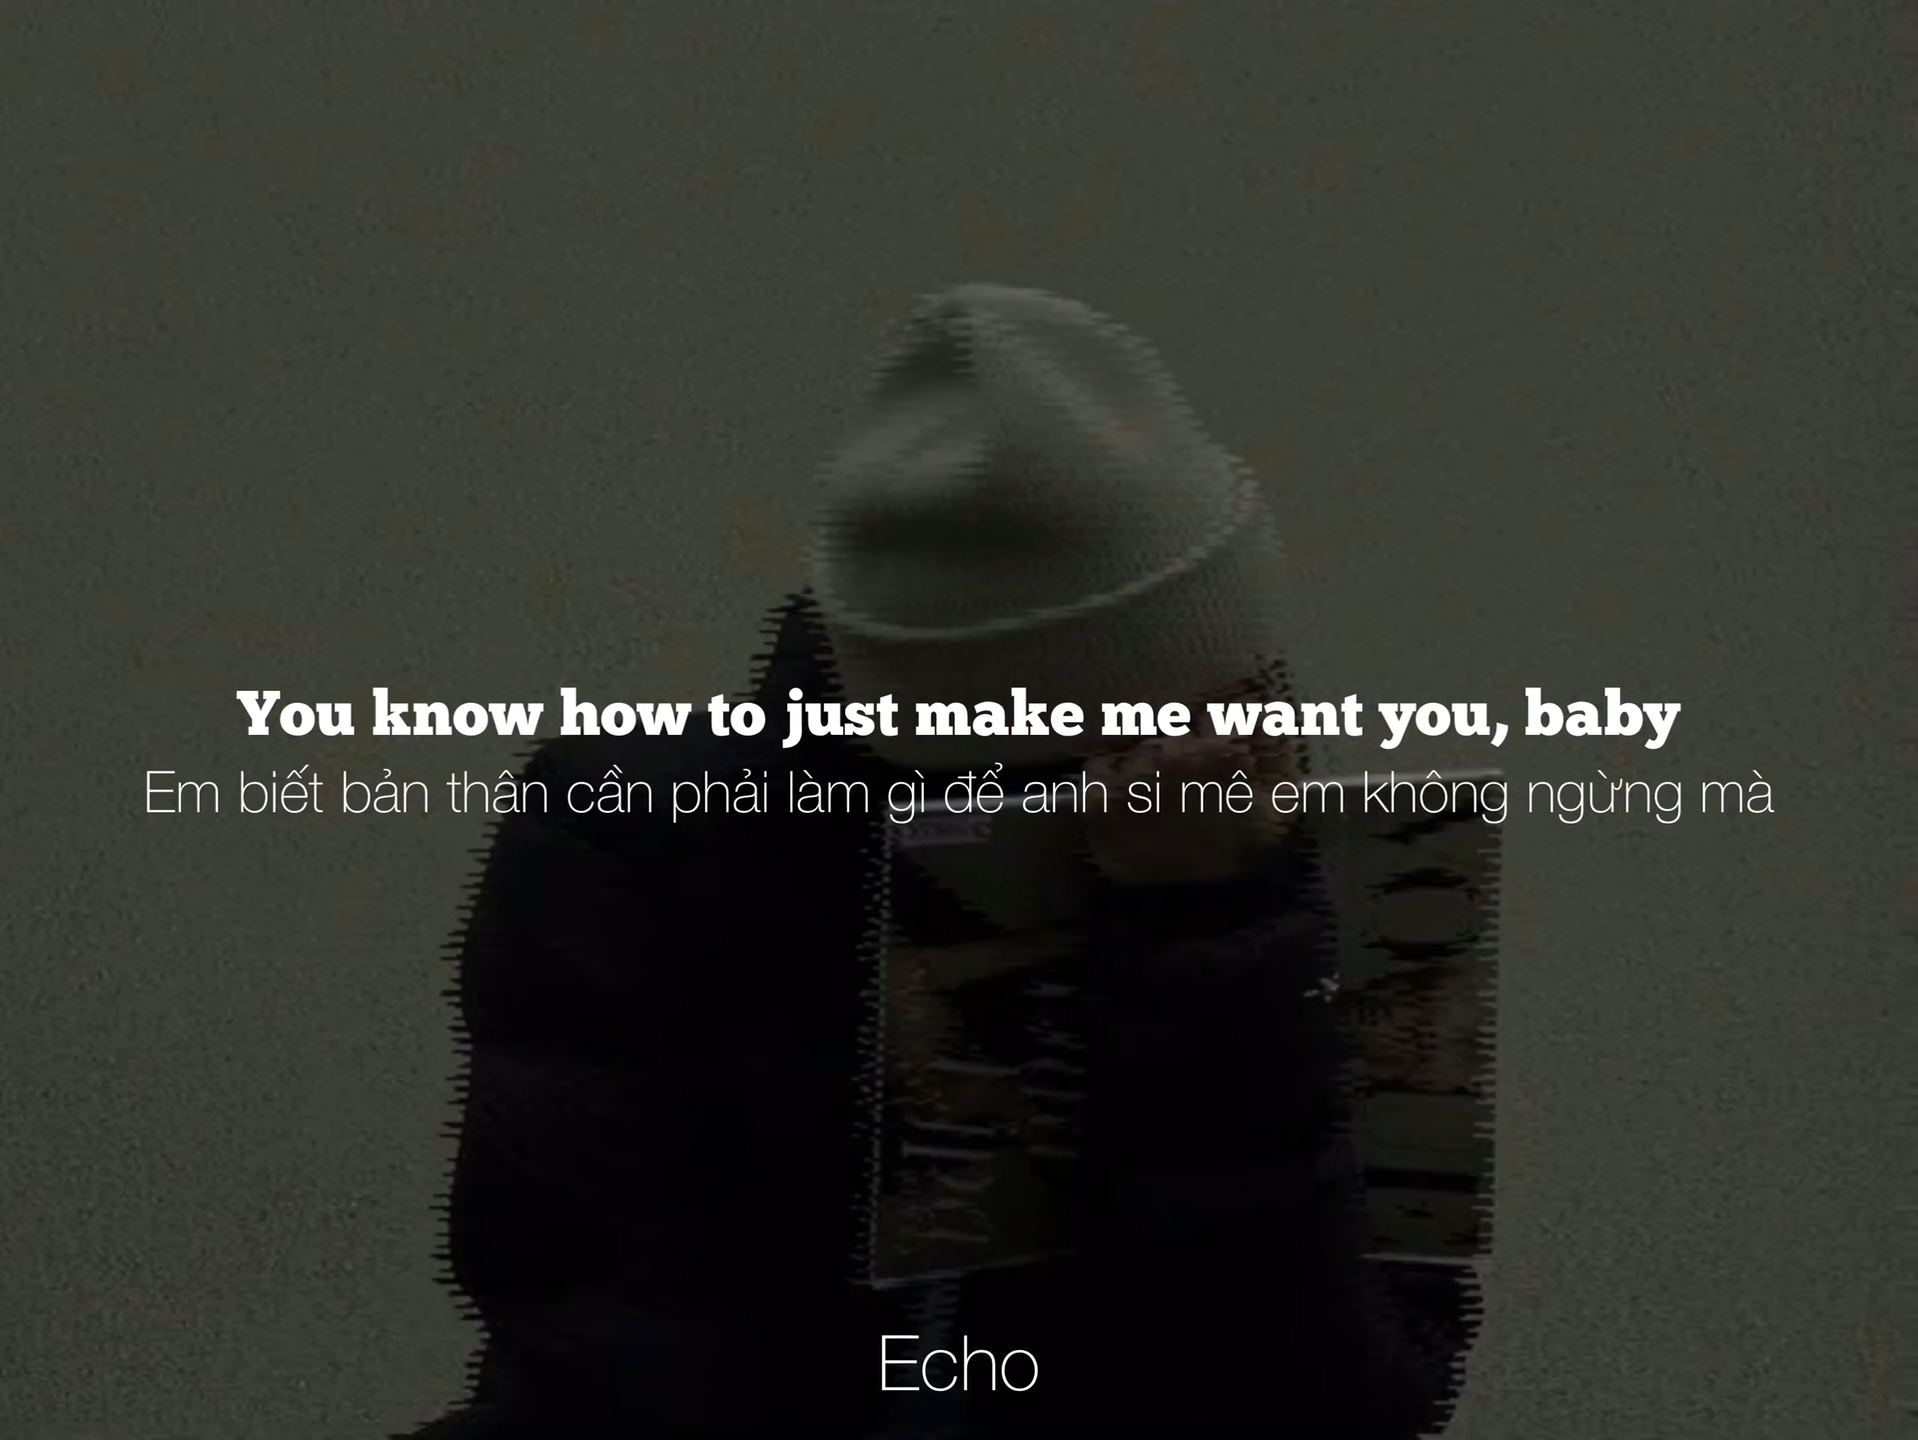 You know how to just make me want you, baby
Em biết bản thân cần phải làm gì để anh si mê em không ngừng mà
Echo